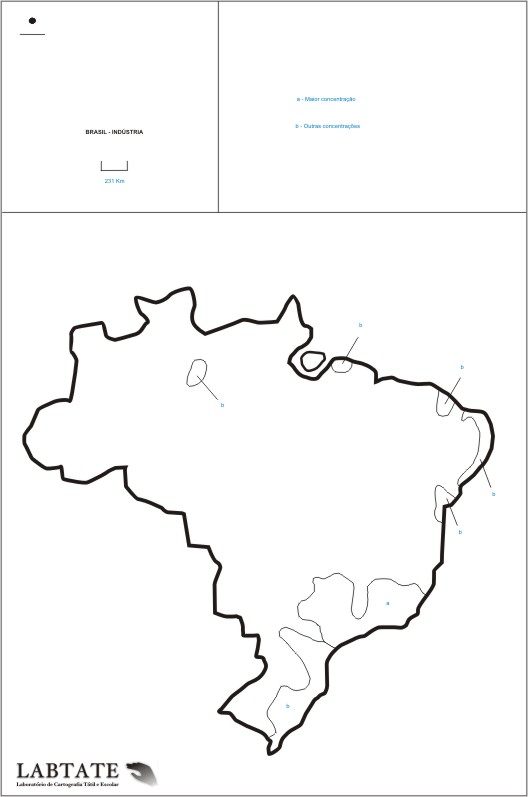 a - Maior concentração
b - Outras concentrações
BRASIL - INDÚSTRIA
231 Km
b
b
b
b
b
a
b
LABTATE
Laboratório de Cartografia Tátil e Escolar